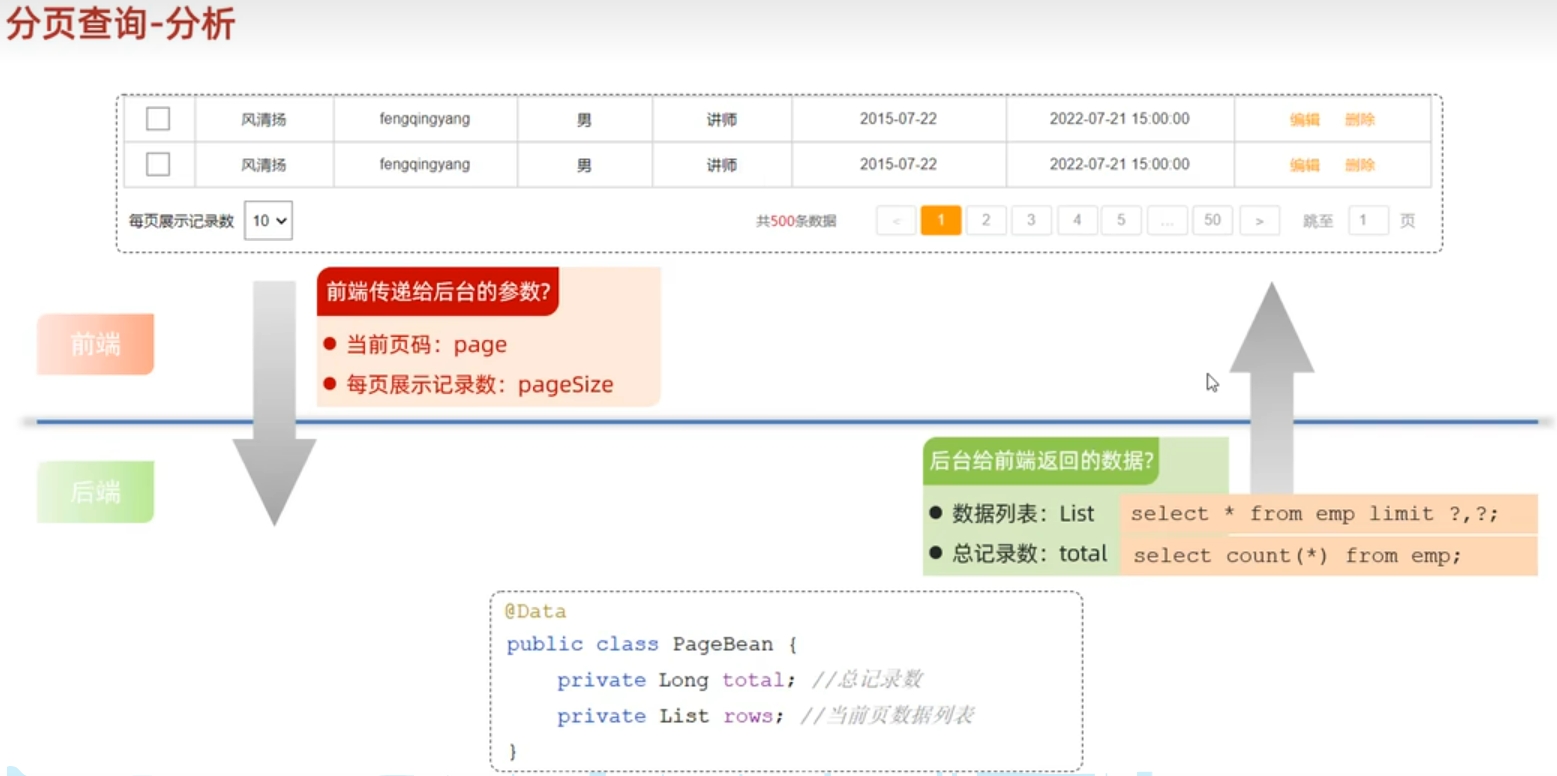 分页查询-分析
风清扬 fengqingyang 男 讲师 2015-07-22 2022-07-21 15:00:00 编辑 删除
风清扬 fengqingyang 男 讲师 2015-07-22 2022-07-21 15:00:00 编辑 删除
每页展示记录数 10 共500条数据 < 1 2 3 4 5 ... 50 > 跳至 1 页
前端传递给后台的参数?
前端
● 当前页码：page
● 每页展示记录数：pageSize
后端
后台给前端返回的数据?
● 数据列表：List select * from emp limit ?,?;
● 总记录数：total select count(*) from emp;
@Data
public class PageBean {
private Long total; //总记录数
private List rows; //当前页数据列表
}